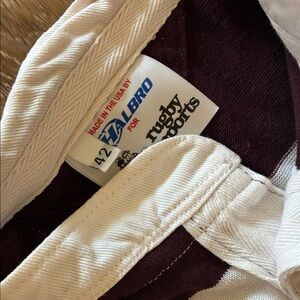 MADE IN THE USA BY
HALBRO
FOR
rugby
sports
42